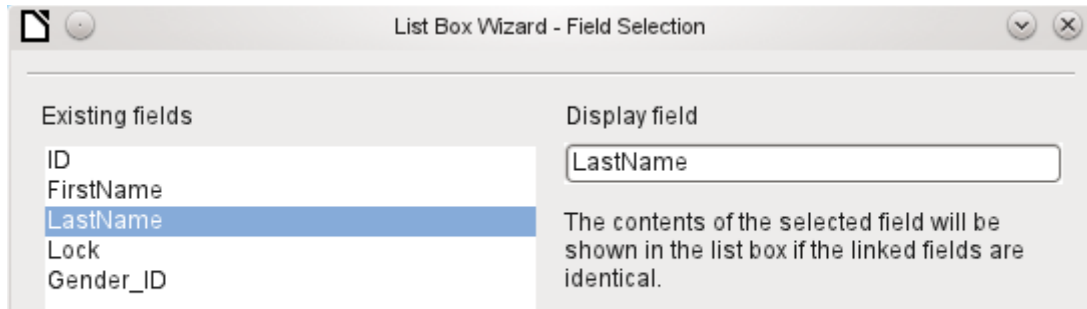 List Box Wizard - Field Selection
Existing fields
ID
FirstName
LastName
Lock
Gender_ID
Display field
LastName
The contents of the selected field will be
shown in the list box if the linked fields are
identical.